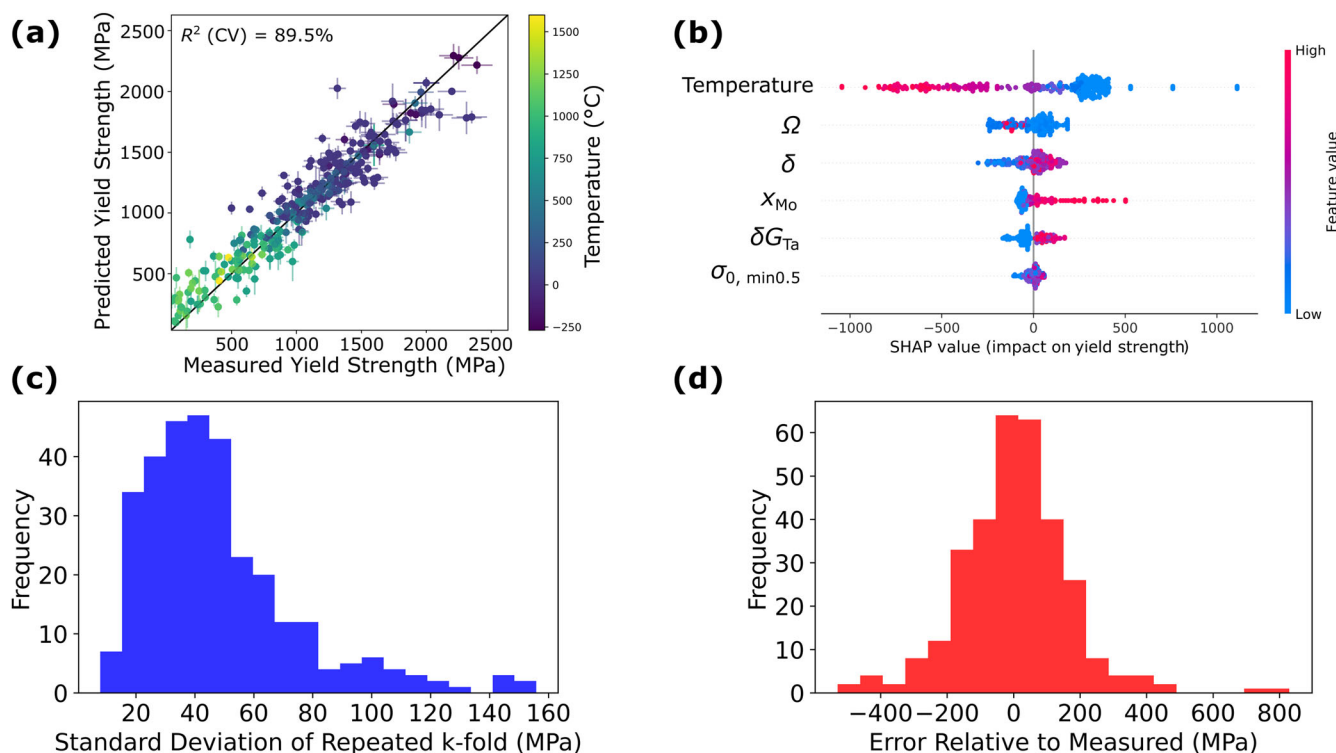 (a)
R² (CV) = 89.5%
Predicted Yield Strength (MPa)
2500
2000
1500
1000
500
500 1000 1500 2000 2500
Measured Yield Strength (MPa)
1500
1250
1000
750
500
250
0
−250
Temperature (°C)
(b)
Temperature
Ω
δ
xMo
δGTa
σ0, min0.5
−1000 −500 0 500 1000
SHAP value (impact on yield strength)
High
Low
Feature value
(c)
Frequency
40
30
20
10
0
20 40 60 80 100 120 140 160
Standard Deviation of Repeated k-fold (MPa)
(d)
Frequency
60
50
40
30
20
10
0
−400 −200 0 200 400 600 800
Error Relative to Measured (MPa)